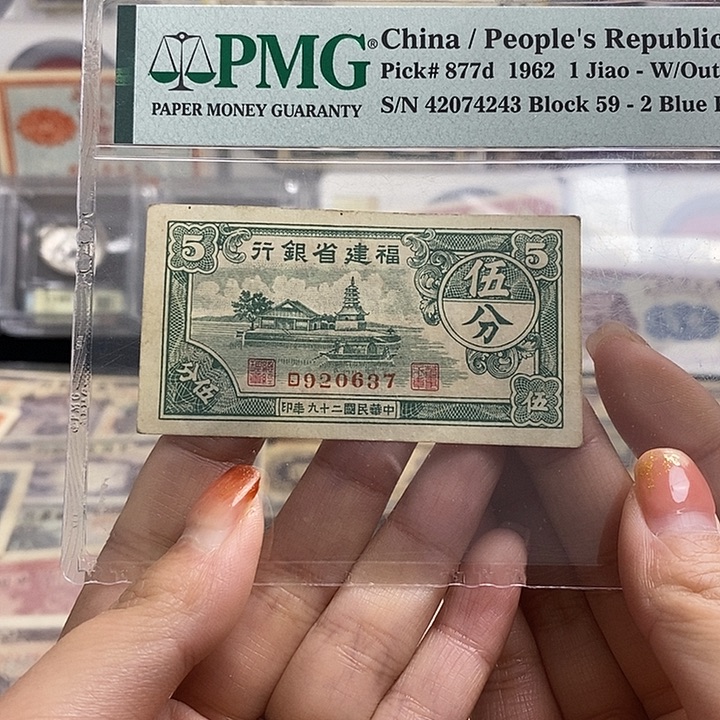 PMG®
PAPER MONEY GUARANTY
China / People's Republic
Pick# 877d 1962 1 Jiao - W/Out
S/N 42074243 Block 59 - 2 Blue
5
行銀省建福
5
伍
分
D920637
分伍
伍
印年九十二國民華中